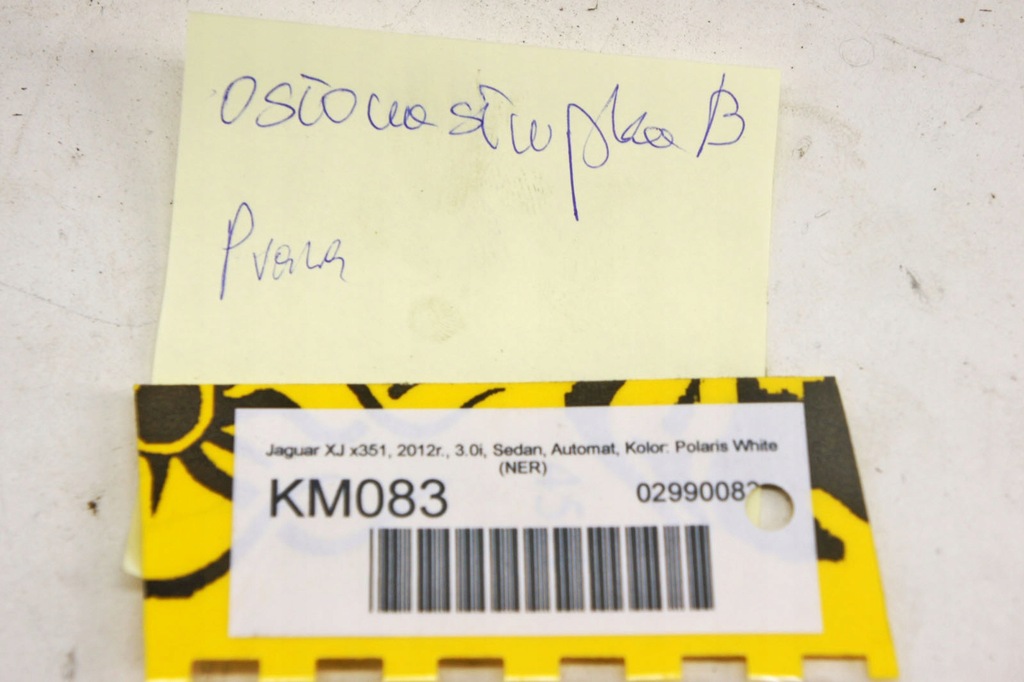 osłona słupka B
Prawa
Jaguar XJ x351, 2012r., 3.0i, Sedan, Automat, Kolor: Polaris White
(NER)
KM083 0299008